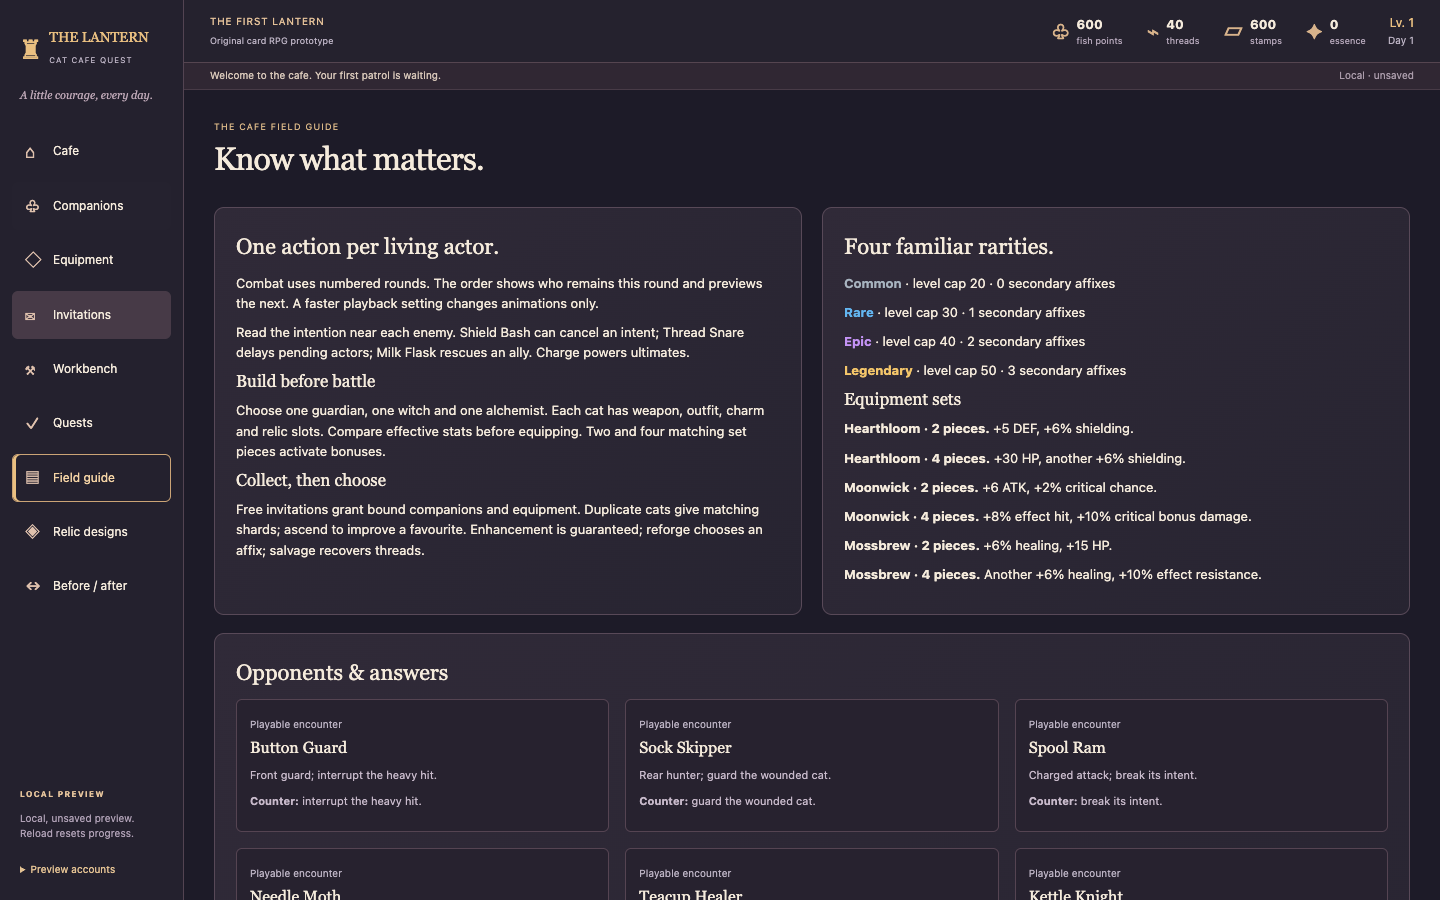 THE LANTERN
CAT CAFE QUEST
A little courage, every day.
Cafe
Companions
Equipment
Invitations
Workbench
Quests
Field guide
Relic designs
Before / after
LOCAL PREVIEW
Local, unsaved preview.
Reload resets progress.
Preview accounts
THE FIRST LANTERN
Original card RPG prototype
600
fish points
40
threads
600
stamps
0
essence
Lv. 1
Day 1
Welcome to the cafe. Your first patrol is waiting.
Local · unsaved
THE CAFE FIELD GUIDE
Know what matters.
One action per living actor.
Combat uses numbered rounds. The order shows who remains this round and previews
the next. A faster playback setting changes animations only.
Read the intention near each enemy. Shield Bash can cancel an intent; Thread Snare
delays pending actors; Milk Flask rescues an ally. Charge powers ultimates.
Build before battle
Choose one guardian, one witch and one alchemist. Each cat has weapon, outfit, charm
and relic slots. Compare effective stats before equipping. Two and four matching set
pieces activate bonuses.
Collect, then choose
Free invitations grant bound companions and equipment. Duplicate cats give matching
shards; ascend to improve a favourite. Enhancement is guaranteed; reforge chooses an
affix; salvage recovers threads.
Four familiar rarities.
Common · level cap 20 · 0 secondary affixes
Rare · level cap 30 · 1 secondary affixes
Epic · level cap 40 · 2 secondary affixes
Legendary · level cap 50 · 3 secondary affixes
Equipment sets
Hearthloom · 2 pieces. +5 DEF, +6% shielding.
Hearthloom · 4 pieces. +30 HP, another +6% shielding.
Moonwick · 2 pieces. +6 ATK, +2% critical chance.
Moonwick · 4 pieces. +8% effect hit, +10% critical bonus damage.
Mossbrew · 2 pieces. +6% healing, +15 HP.
Mossbrew · 4 pieces. Another +6% healing, +10% effect resistance.
Opponents & answers
Playable encounter
Button Guard
Front guard; interrupt the heavy hit.
Counter: interrupt the heavy hit.
Playable encounter
Sock Skipper
Rear hunter; guard the wounded cat.
Counter: guard the wounded cat.
Playable encounter
Spool Ram
Charged attack; break its intent.
Counter: break its intent.
Playable encounter
Needle Moth
Playable encounter
Teacup Healer
Playable encounter
Kettle Knight